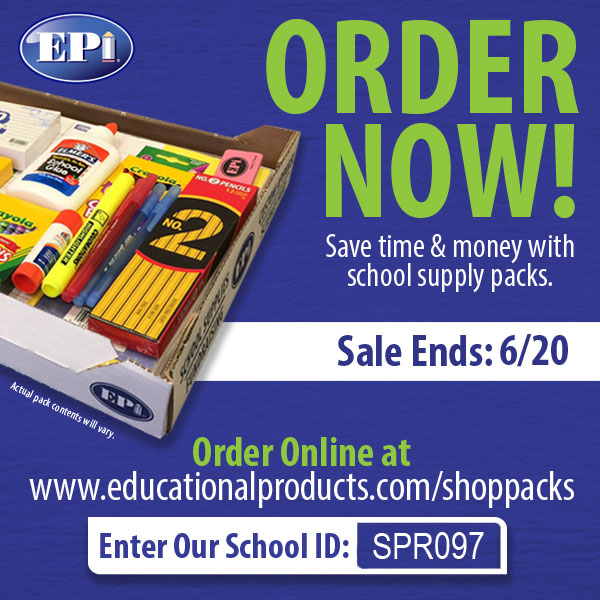 EPi
ORDER
NOW!
Save time & money with
school supply packs.
Sale Ends: 6/20
ELMER'S
School
Glue
Crayola
NO. 2 PENCILS
NO.
2
EPi
Actual pack contents will vary.
Order Online at
www.educationalproducts.com/shoppacks
Enter Our School ID: SPR097